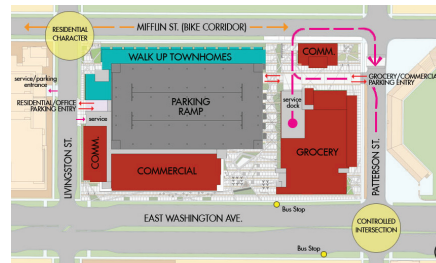 MIFFLIN ST. (BIKE CORRIDOR)
RESIDENTIAL
CHARACTER
COMM.
WALK UP TOWNHOMES
service/parking
entrance
GROCERY/COMMERCIAL
PARKING ENTRY
RESIDENTIAL/OFFICE
PARKING ENTRY
PARKING
RAMP
service
dock
service
LIVINGSTON ST.
COMM.
COMMERCIAL
GROCERY
PATTERSON ST.
Bus Stop
EAST WASHINGTON AVE.
CONTROLLED
INTERSECTION
Bus Stop